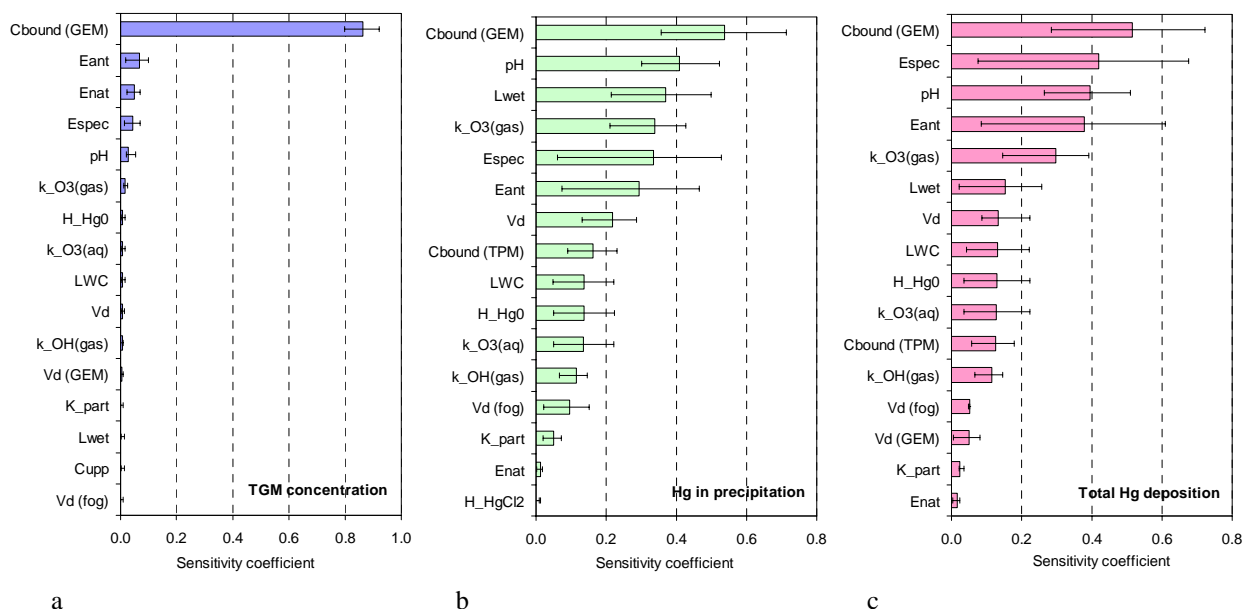 a
Cbound (GEM)
Eant
Enat
Espec
pH
k_O3(gas)
H_Hg0
k_O3(aq)
LWC
Vd
k_OH(gas)
Vd (GEM)
K_part
Lwet
Cupp
Vd (fog)
TGM concentration
0.0 0.2 0.4 0.6 0.8 1.0
Sensitivity coefficient
a
b
Cbound (GEM)
pH
Lwet
k_O3(gas)
Espec
Eant
Vd
Cbound (TPM)
LWC
H_Hg0
k_O3(aq)
k_OH(gas)
Vd (fog)
K_part
Enat
H_HgCl2
Hg in precipitation
0.0 0.2 0.4 0.6 0.8
Sensitivity coefficient
b
c
Cbound (GEM)
Espec
pH
Eant
k_O3(gas)
Lwet
Vd
LWC
H_Hg0
k_O3(aq)
Cbound (TPM)
k_OH(gas)
Vd (fog)
Vd (GEM)
K_part
Enat
Total Hg deposition
0.0 0.2 0.4 0.6 0.8
Sensitivity coefficient
c